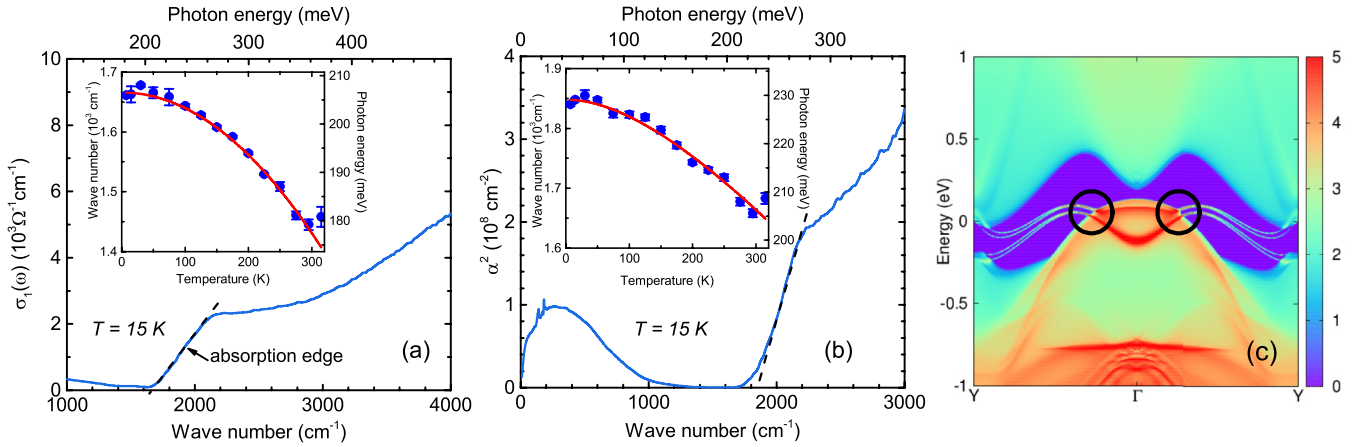 Photon energy (meV)
200 300 400
10
8
6
4
2
0
σ₁(ω) (10³Ω⁻¹cm⁻¹)
1.7
1.6
1.5
1.4
Wave number (10³ cm⁻¹)
210
200
190
180
Photon energy (meV)
0 100 200 300
Temperature (K)
T = 15 K
absorption edge
(a)
1000 2000 3000 4000
Wave number (cm⁻¹)
Photon energy (meV)
0 120 240 360
4
3
2
1
0
α² (10⁸ cm⁻²)
1.9
1.8
1.7
1.6
Wave number (10³cm⁻¹)
230
220
210
200
Photon energy (meV)
0 100 200 300
Temperature (K)
T = 15 K
(b)
0 1000 2000 3000
Wave number (cm⁻¹)
1
0.5
0
-0.5
-1
Energy (eV)
(c)
Y Γ Y
5
4
3
2
1
0